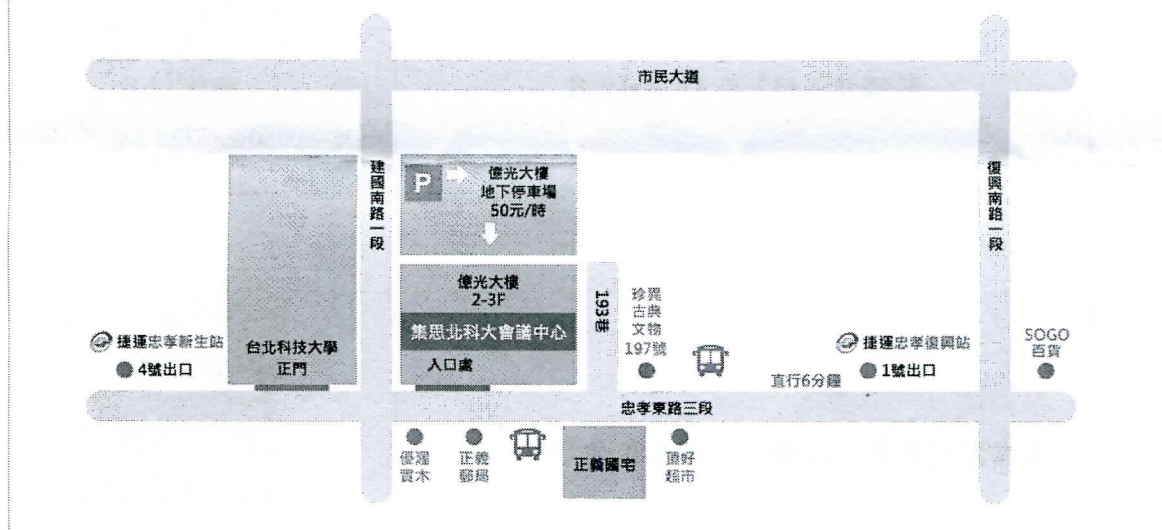 市民大道
建國南路一段
復興南路一段
P
億光大樓
地下停車場
50元/時
億光大樓
2-3F
集思北科大會議中心
入口處
193巷
珍異
古典
文物
197號
捷運忠孝新生站
4號出口
台北科技大學
正門
捷運忠孝復興站
1號出口
直行6分鐘
SOGO
百貨
忠孝東路三段
優渥
實木
正義
郵局
正義國宅
頂好
超市